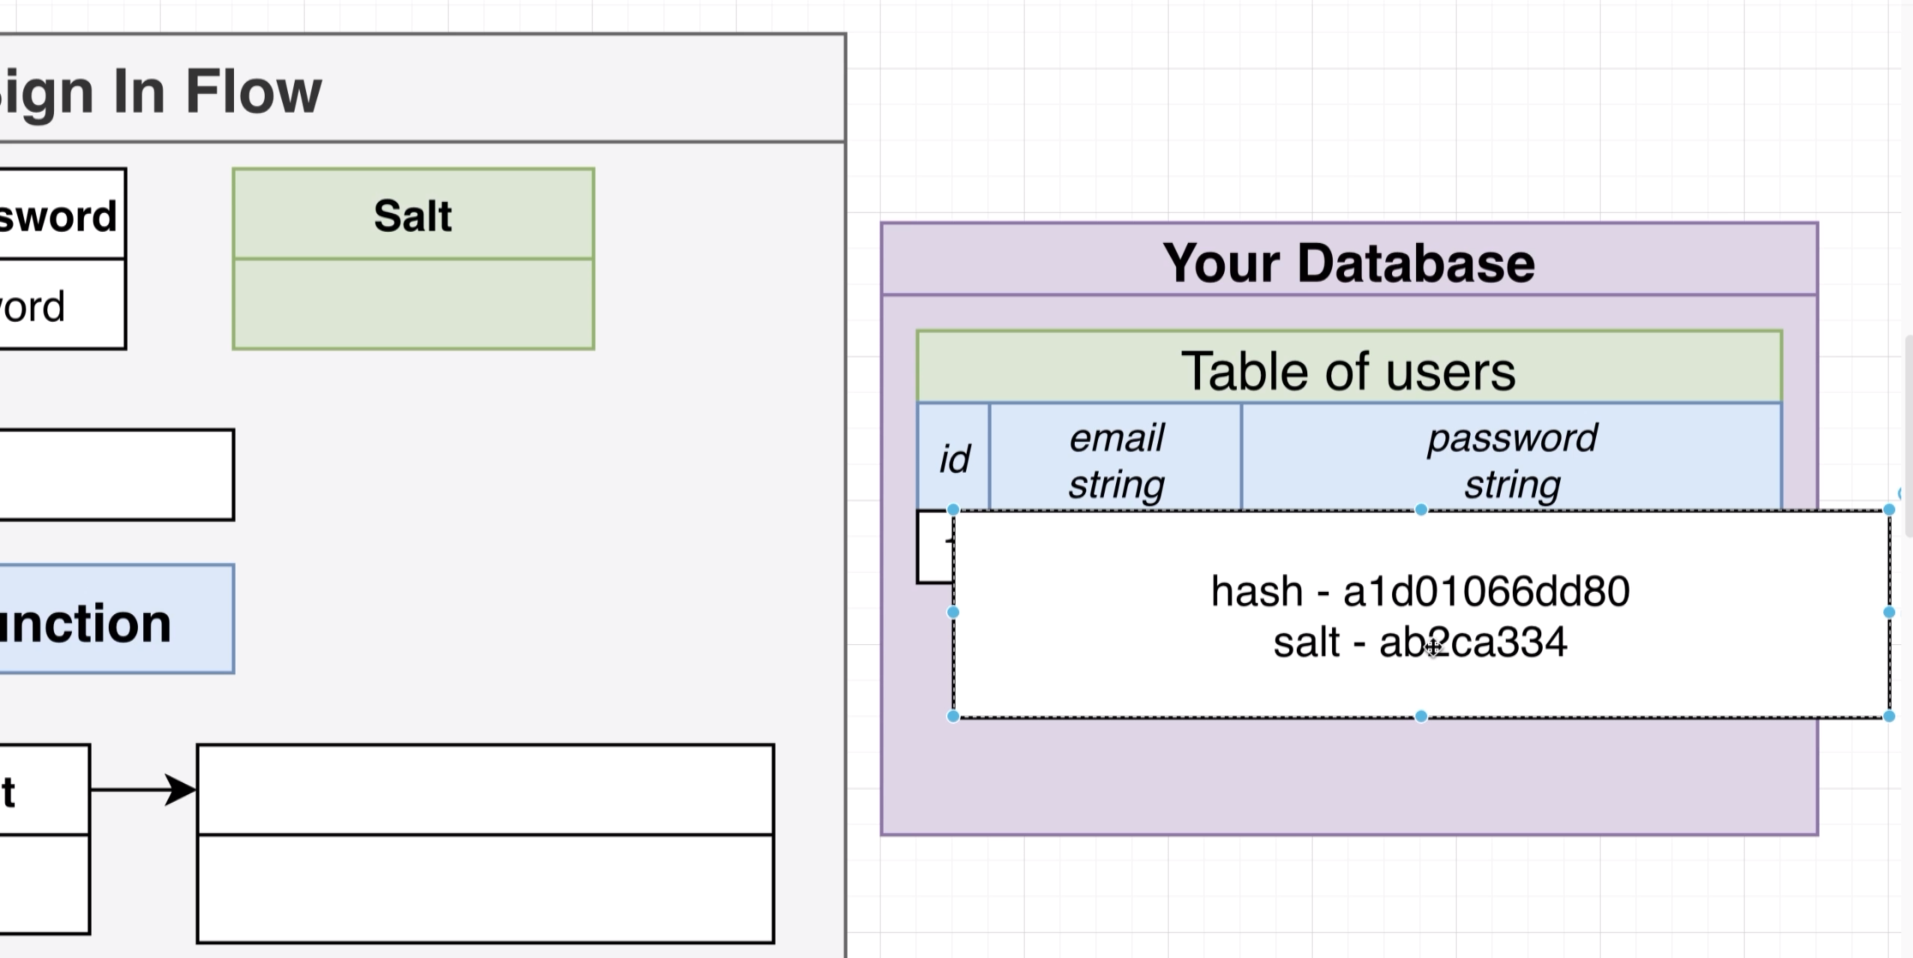 ign In Flow
sword
ord
Salt
unction
t
Your Database
Table of users
id
email
string
password
string
hash - a1d01066dd80
salt - ab2ca334